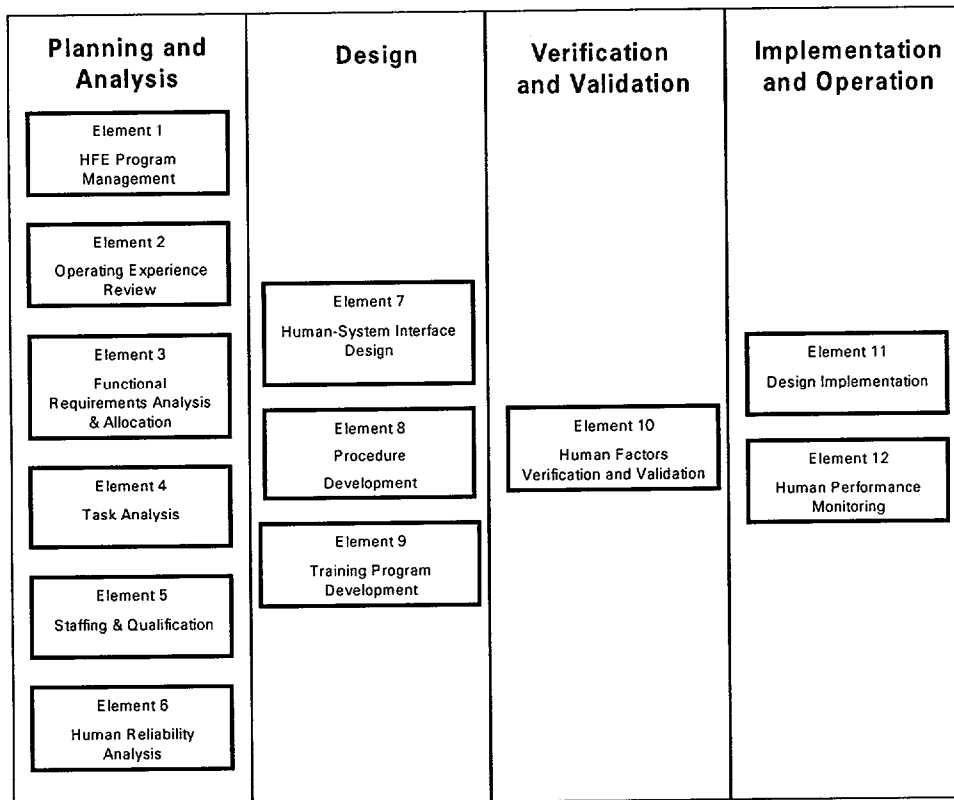 Planning and
Analysis
Element 1
HFE Program
Management
Element 2
Operating Experience
Review
Element 3
Functional
Requirements Analysis
& Allocation
Element 4
Task Analysis
Element 5
Staffing & Qualification
Element 6
Human Reliability
Analysis
Design
Element 7
Human-System Interface
Design
Element 8
Procedure
Development
Element 9
Training Program
Development
Verification
and Validation
Element 10
Human Factors
Verification and Validation
Implementation
and Operation
Element 11
Design Implementation
Element 12
Human Performance
Monitoring